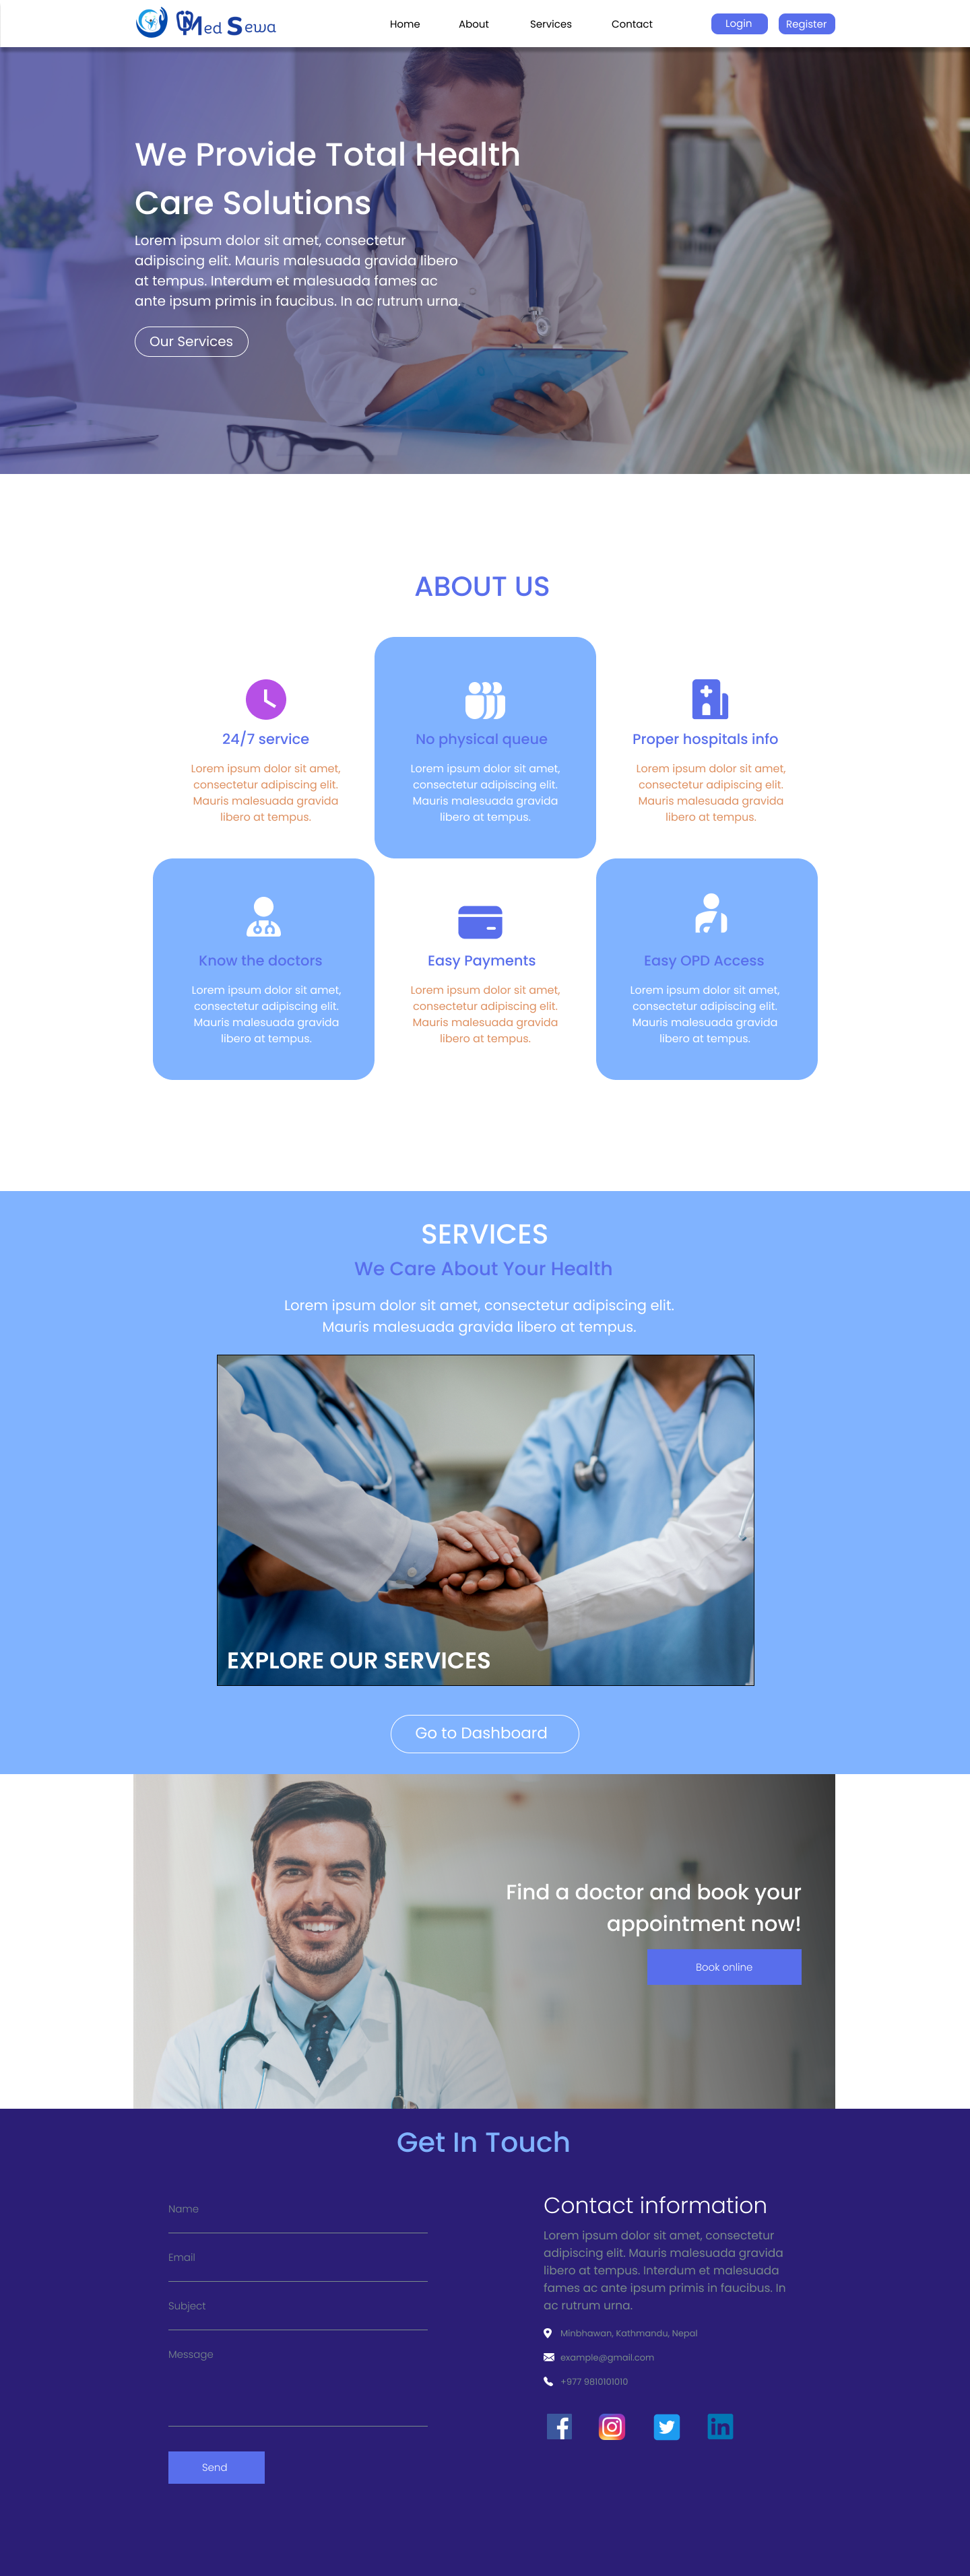 Med Sewa
Home About Services Contact Login Register
We Provide Total Health
Care Solutions
Lorem ipsum dolor sit amet, consectetur
adipiscing elit. Mauris malesuada gravida libero
at tempus. Interdum et malesuada fames ac
ante ipsum primis in faucibus. In ac rutrum urna.
Our Services
ABOUT US
24/7 service
Lorem ipsum dolor sit amet,
consectetur adipiscing elit.
Mauris malesuada gravida
libero at tempus.
No physical queue
Lorem ipsum dolor sit amet,
consectetur adipiscing elit.
Mauris malesuada gravida
libero at tempus.
Proper hospitals info
Lorem ipsum dolor sit amet,
consectetur adipiscing elit.
Mauris malesuada gravida
libero at tempus.
Know the doctors
Lorem ipsum dolor sit amet,
consectetur adipiscing elit.
Mauris malesuada gravida
libero at tempus.
Easy Payments
Lorem ipsum dolor sit amet,
consectetur adipiscing elit.
Mauris malesuada gravida
libero at tempus.
Easy OPD Access
Lorem ipsum dolor sit amet,
consectetur adipiscing elit.
Mauris malesuada gravida
libero at tempus.
SERVICES
We Care About Your Health
Lorem ipsum dolor sit amet, consectetur adipiscing elit.
Mauris malesuada gravida libero at tempus.
EXPLORE OUR SERVICES
Go to Dashboard
Find a doctor and book your
appointment now!
Book online
Get In Touch
Name
Email
Subject
Message
Send
Contact information
Lorem ipsum dolor sit amet, consectetur
adipiscing elit. Mauris malesuada gravida
libero at tempus. Interdum et malesuada
fames ac ante ipsum primis in faucibus. In
ac rutrum urna.
Minbhawan, Kathmandu, Nepal
example@gmail.com
+977 9810101010